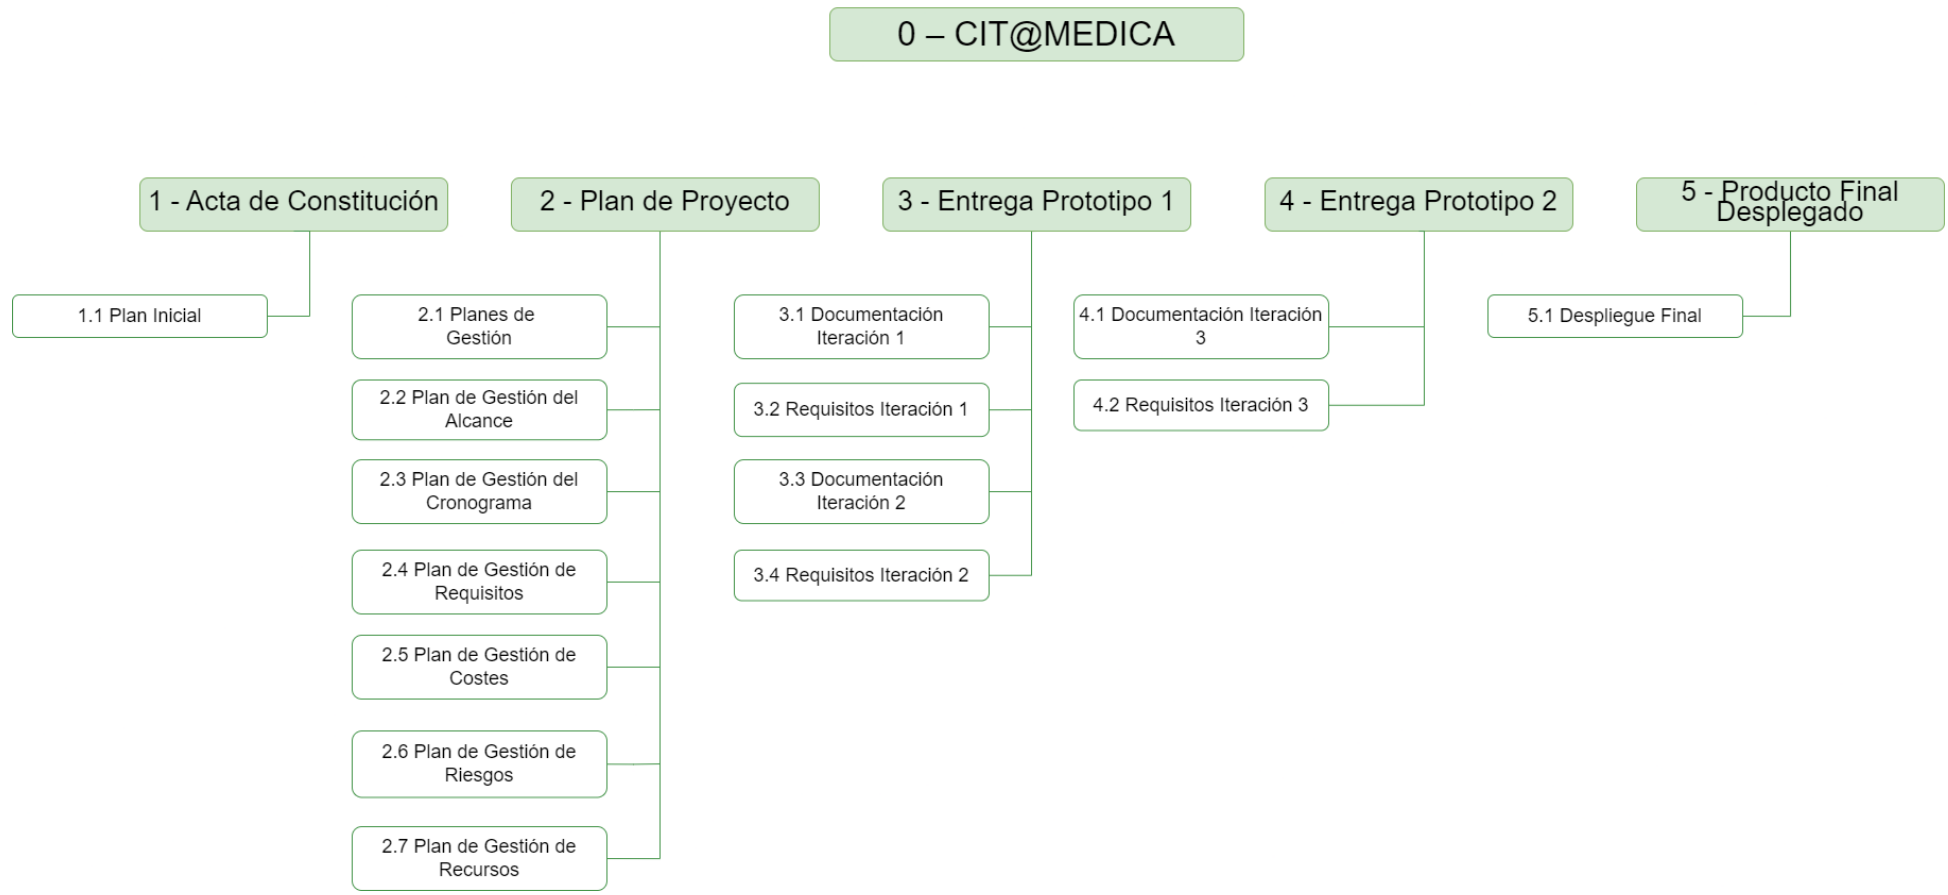 0 – CIT@MEDICA
1 - Acta de Constitución
2 - Plan de Proyecto
3 - Entrega Prototipo 1
4 - Entrega Prototipo 2
5 - Producto Final
Desplegado
1.1 Plan Inicial
2.1 Planes de
Gestión
2.2 Plan de Gestión del
Alcance
2.3 Plan de Gestión del
Cronograma
2.4 Plan de Gestión de
Requisitos
2.5 Plan de Gestión de
Costes
2.6 Plan de Gestión de
Riesgos
2.7 Plan de Gestión de
Recursos
3.1 Documentación
Iteración 1
3.2 Requisitos Iteración 1
3.3 Documentación
Iteración 2
3.4 Requisitos Iteración 2
4.1 Documentación Iteración
3
4.2 Requisitos Iteración 3
5.1 Despliegue Final